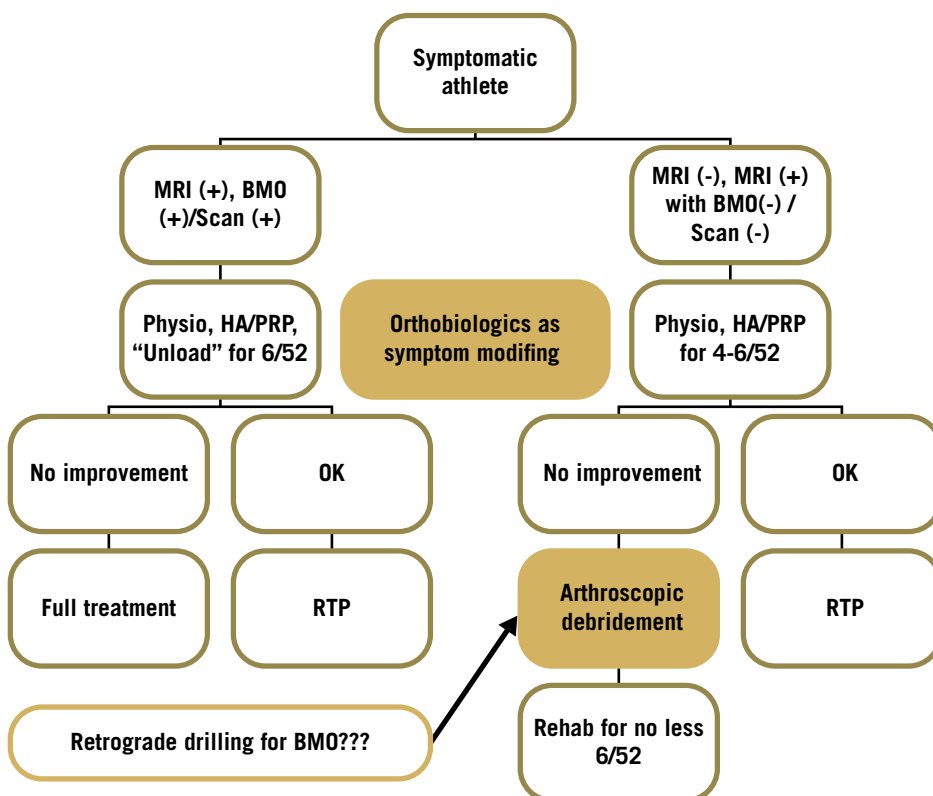 Symptomatic
athlete
MRI (+), BMO
(+)/Scan (+)
MRI (-), MRI (+)
with BMO(-) /
Scan (-)
Physio, HA/PRP,
“Unload” for 6/52
Orthobiologics as
symptom modifing
Physio, HA/PRP
for 4-6/52
No improvement
OK
No improvement
OK
Full treatment
RTP
Arthroscopic
debridement
RTP
Retrograde drilling for BMO???
Rehab for no less
6/52